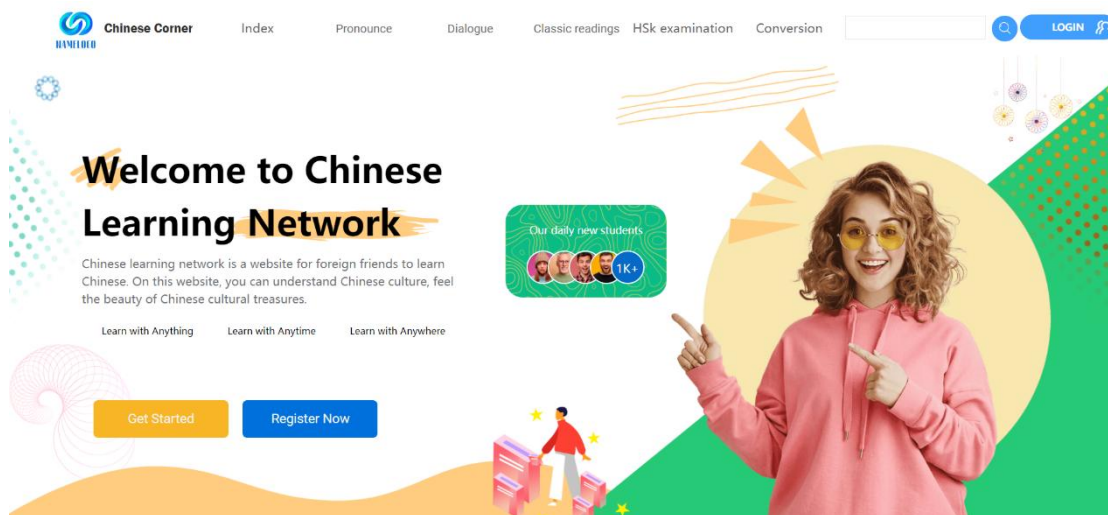 Chinese Corner
Index
Pronounce
Dialogue
Classic readings
HSk examination
Conversion
LOGIN
Welcome to Chinese
Learning Network
Our daily new students
1K+
Chinese learning network is a website for foreign friends to learn
Chinese. On this website, you can understand Chinese culture, feel
the beauty of Chinese cultural treasures.
Learn with Anything
Learn with Anytime
Learn with Anywhere
Get Started
Register Now